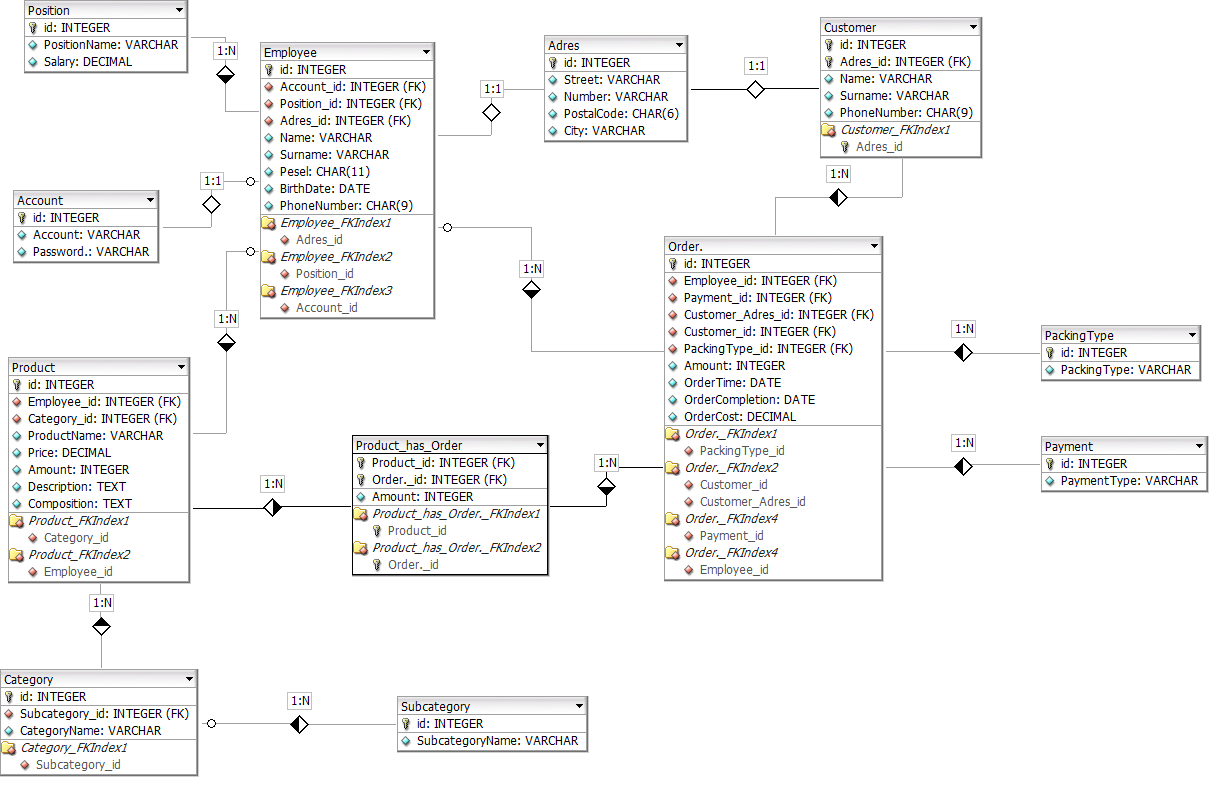 Position
id: INTEGER
PositionName: VARCHAR
Salary: DECIMAL
1:N
Employee
id: INTEGER
Account_id: INTEGER (FK)
Position_id: INTEGER (FK)
Adres_id: INTEGER (FK)
Name: VARCHAR
Surname: VARCHAR
Pesel: CHAR(11)
BirthDate: DATE
PhoneNumber: CHAR(9)
Employee_FKIndex1
Adres_id
Employee_FKIndex2
Position_id
Employee_FKIndex3
Account_id
1:1
Adres
id: INTEGER
Street: VARCHAR
Number: VARCHAR
PostalCode: CHAR(6)
City: VARCHAR
1:1
Customer
id: INTEGER
Adres_id: INTEGER (FK)
Name: VARCHAR
Surname: VARCHAR
PhoneNumber: CHAR(9)
Customer_FKIndex1
Adres_id
1:N
Account
id: INTEGER
Account: VARCHAR
Password.: VARCHAR
1:1
1:N
1:N
Order.
id: INTEGER
Employee_id: INTEGER (FK)
Payment_id: INTEGER (FK)
Customer_Adres_id: INTEGER (FK)
Customer_id: INTEGER (FK)
PackingType_id: INTEGER (FK)
Amount: INTEGER
OrderTime: DATE
OrderCompletion: DATE
OrderCost: DECIMAL
Order._FKIndex1
PackingType_id
Order._FKIndex2
Customer_id
Customer_Adres_id
Order._FKIndex4
Payment_id
Order._FKIndex4
Employee_id
1:N
PackingType
id: INTEGER
PackingType: VARCHAR
1:N
Payment
id: INTEGER
PaymentType: VARCHAR
Product
id: INTEGER
Employee_id: INTEGER (FK)
Category_id: INTEGER (FK)
ProductName: VARCHAR
Price: DECIMAL
Amount: INTEGER
Description: TEXT
Composition: TEXT
Product_FKIndex1
Category_id
Product_FKIndex2
Employee_id
1:N
Product_has_Order
Product_id: INTEGER (FK)
Order._id: INTEGER (FK)
Amount: INTEGER
Product_has_Order._FKIndex1
Product_id
Product_has_Order._FKIndex2
Order._id
1:N
1:N
Category
id: INTEGER
Subcategory_id: INTEGER (FK)
CategoryName: VARCHAR
Category_FKIndex1
Subcategory_id
1:N
Subcategory
id: INTEGER
SubcategoryName: VARCHAR